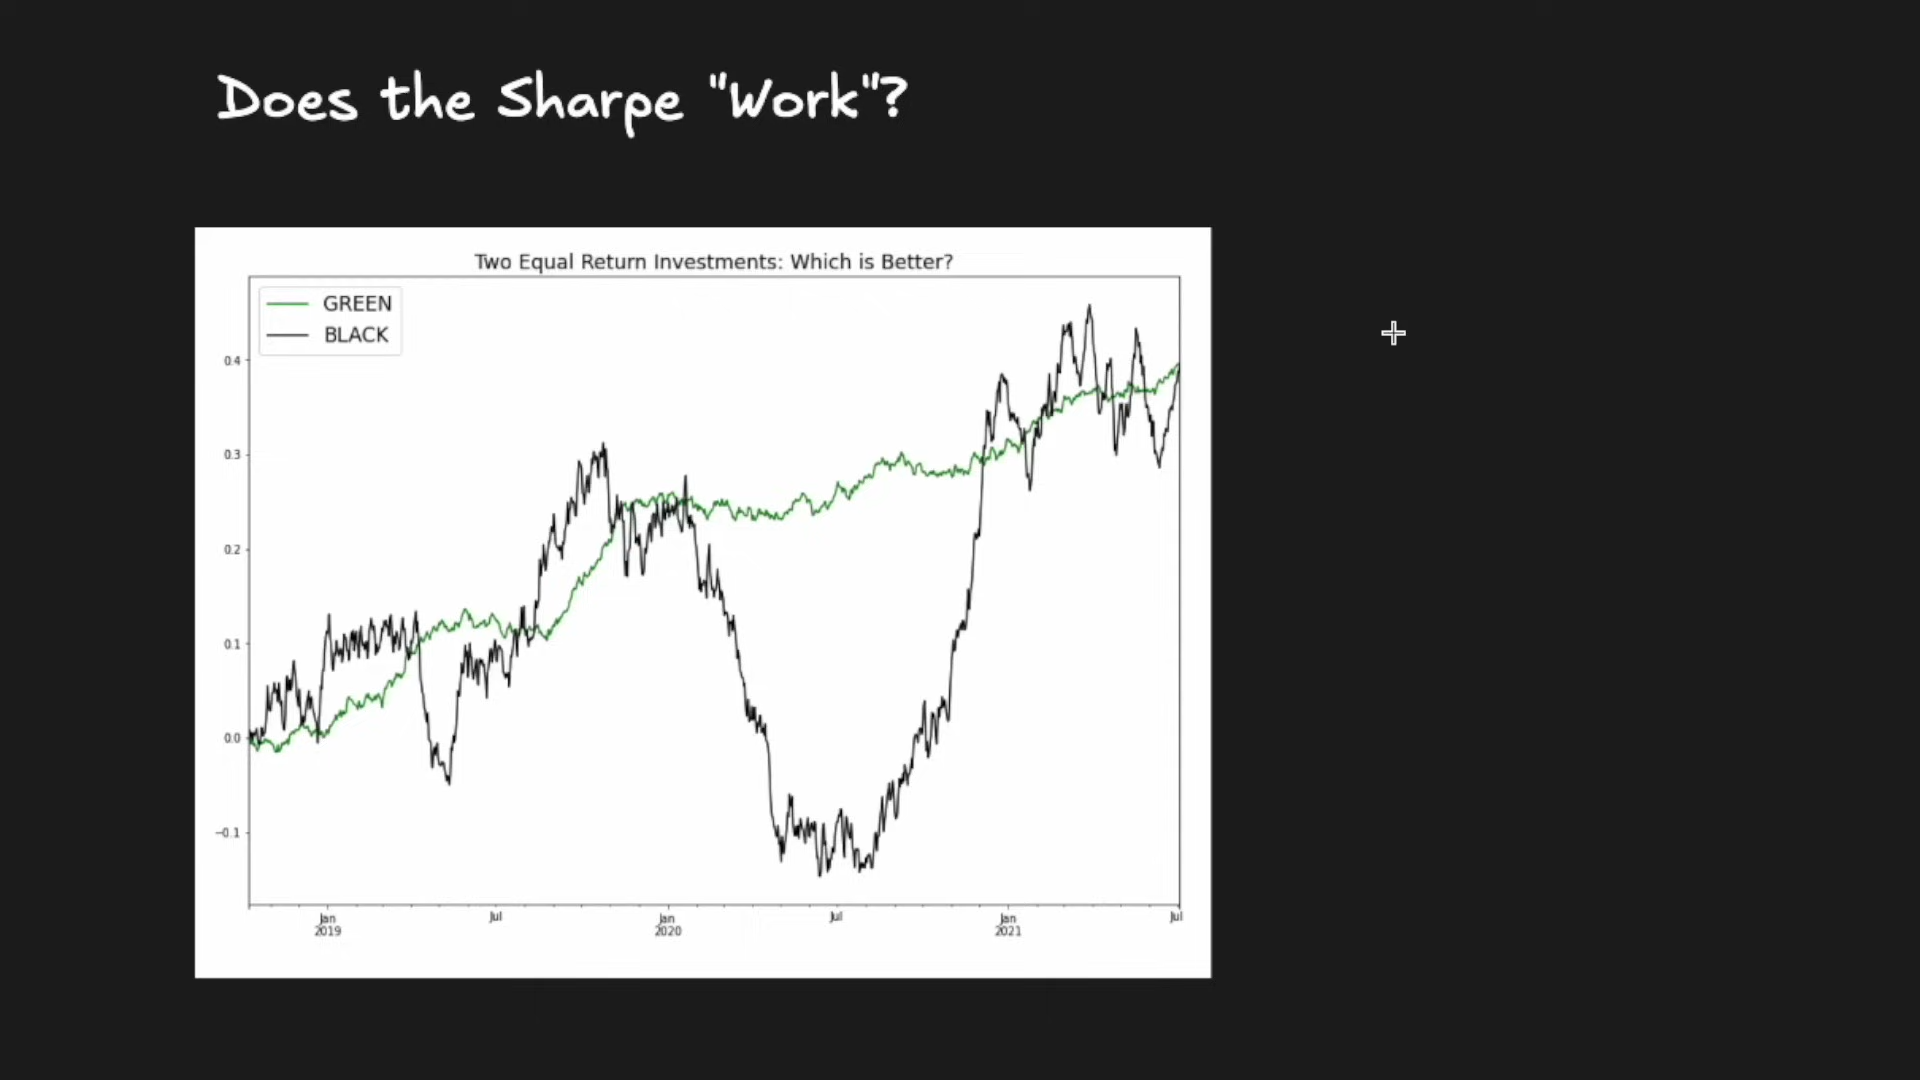 Does the Sharpe "Work"?
Two Equal Return Investments: Which is Better?
GREEN
BLACK
0.4
0.3
0.2
0.1
0.0
−0.1
Jan Jul Jan Jul Jan Jul
2019 2020 2021